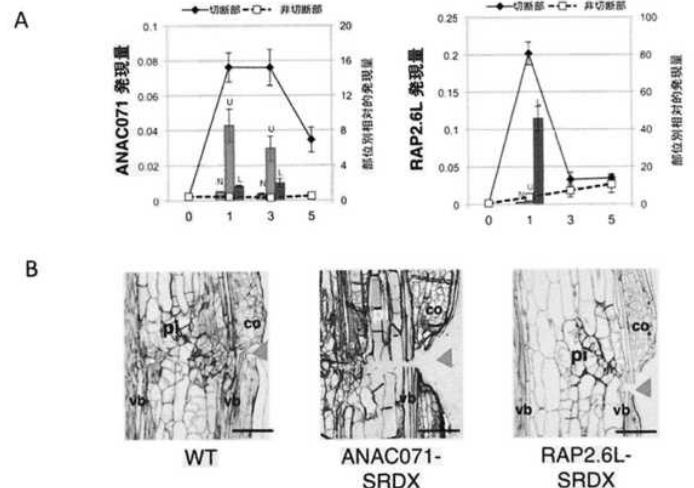 A
切断部 非切断部
ANAC071 発現量
0.1
0.08
0.06
0.04
0.02
0
20
16
12
8
4
0
部位別相対的発現量
N U L N U L
0 1 3 5
切断部 非切断部
RAP2.6L 発現量
0.25
0.2
0.15
0.1
0.05
0
100
80
60
40
20
0
部位別相対的発現量
N U L
0 1 3 5
B
pi co vb vb
co vb
pi co vb vb
WT
ANAC071-
SRDX
RAP2.6L-
SRDX